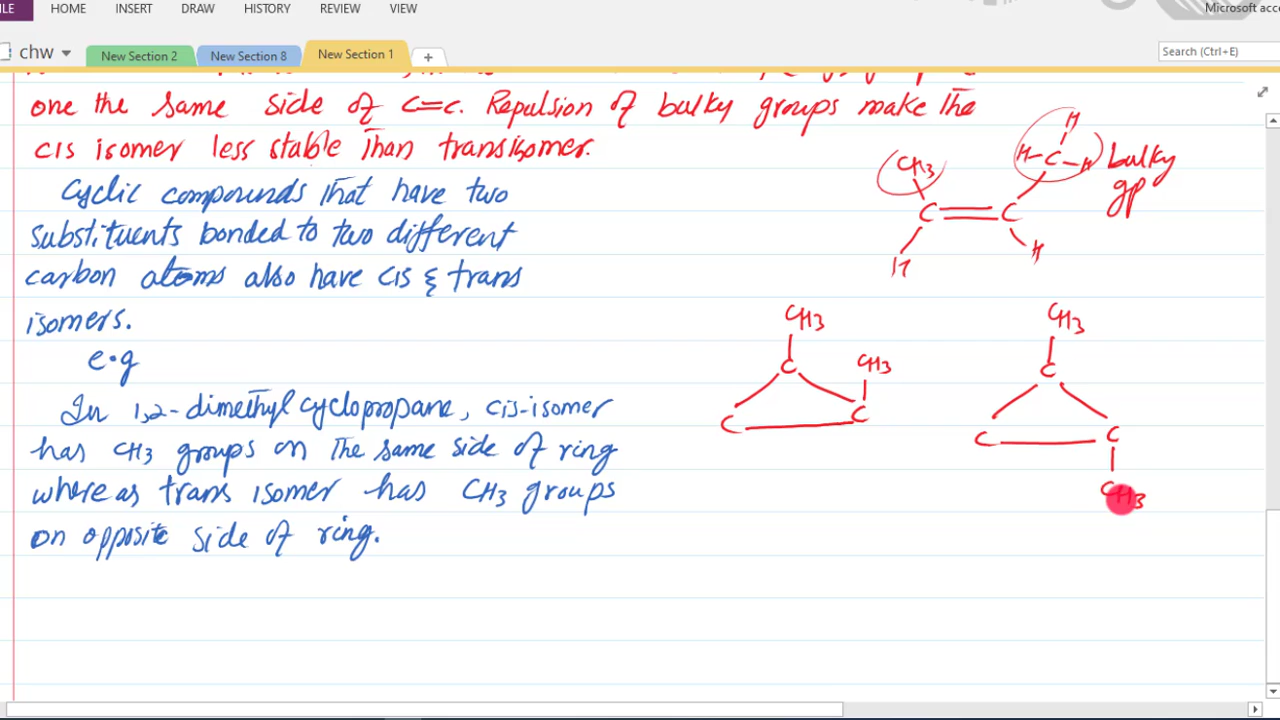 HOME INSERT DRAW HISTORY REVIEW VIEW
Microsoft acc
chw New Section 2 New Section 8 New Section 1 + Search (Ctrl+E)
one the same side of C=C. Repulsion of bulky groups make the
cis isomer less stable than transisomer.
Cyclic compounds that have two
substituents bonded to two different
carbon atoms also have cis & trans
isomers.
e.g
In 1,2-dimethyl cyclopropane, cis-isomer
has CH3 groups on the same side of ring
where as trans isomer has CH3 groups
on opposite side of ring.
H
CH3 H-C-H bulky
gp
C=C
H H
CH3 CH3
C CH3 C
C C C C
CH3